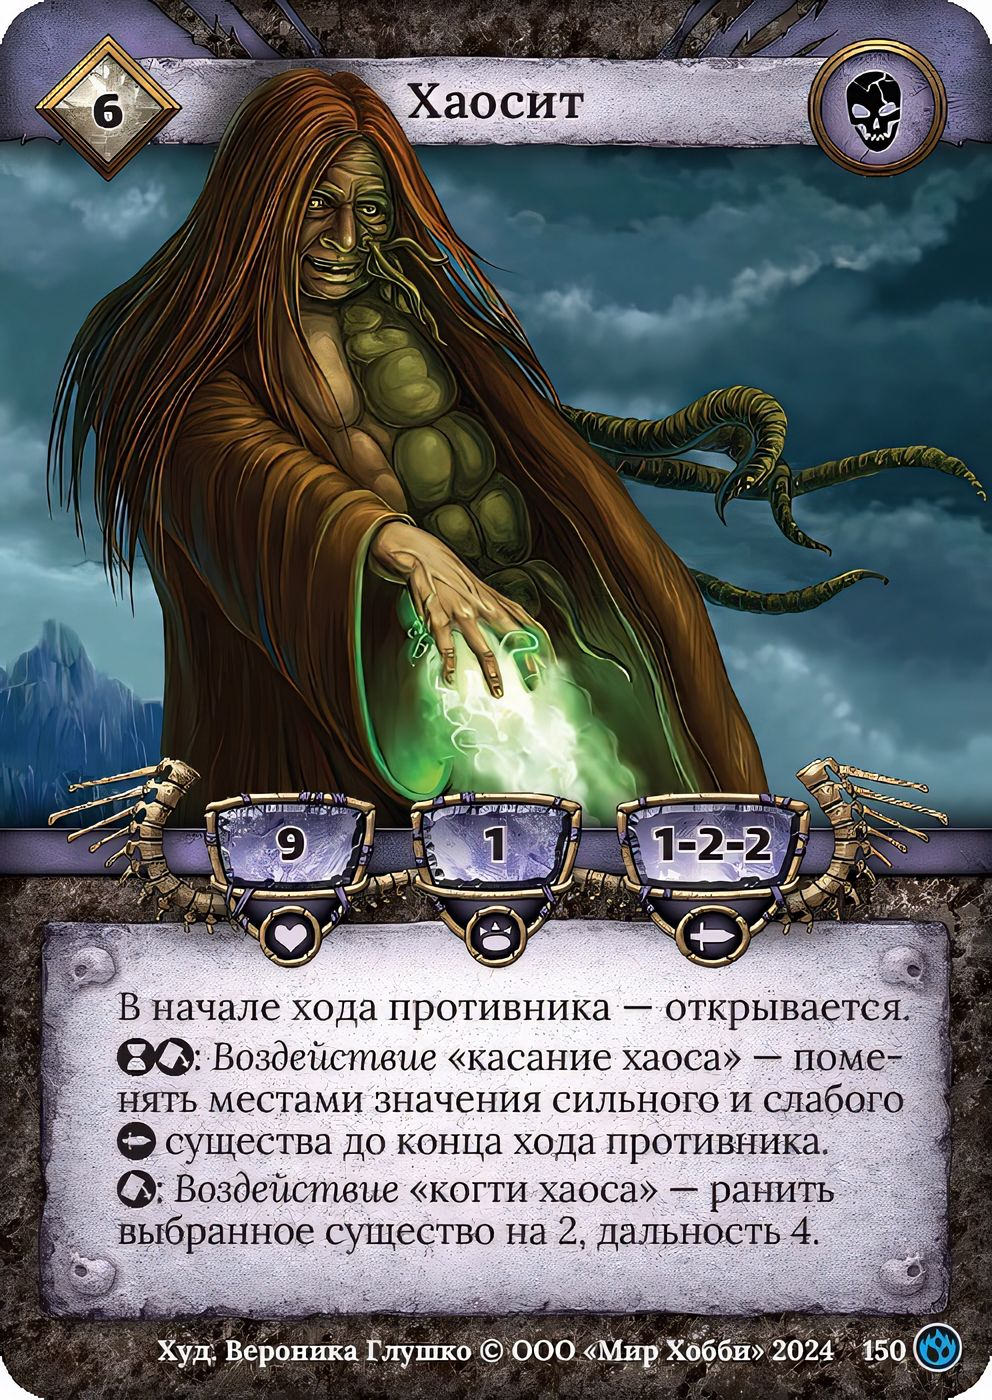 6
Хаосит
9
1
1-2-2
В начале хода противника — открывается.
: Воздействие «касание хаоса» — поме-
нять местами значения сильного и слабого
существа до конца хода противника.
: Воздействие «когти хаоса» — ранить
выбранное существо на 2, дальность 4.
Худ. Вероника Глушко © ООО «Мир Хобби» 2024 150